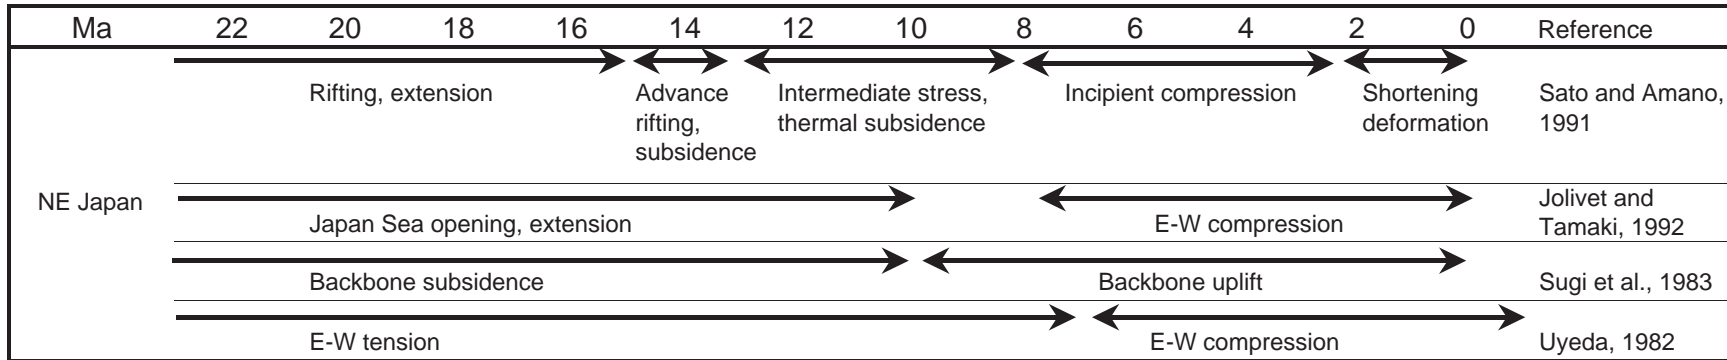 Ma 22 20 18 16 14 12 10 8 6 4 2 0 Reference
Rifting, extension Advance Intermediate stress, Incipient compression Shortening Sato and Amano,
rifting, thermal subsidence deformation 1991
subsidence
NE Japan
Jolivet and
Japan Sea opening, extension E-W compression Tamaki, 1992
Backbone subsidence Backbone uplift Sugi et al., 1983
E-W tension E-W compression Uyeda, 1982